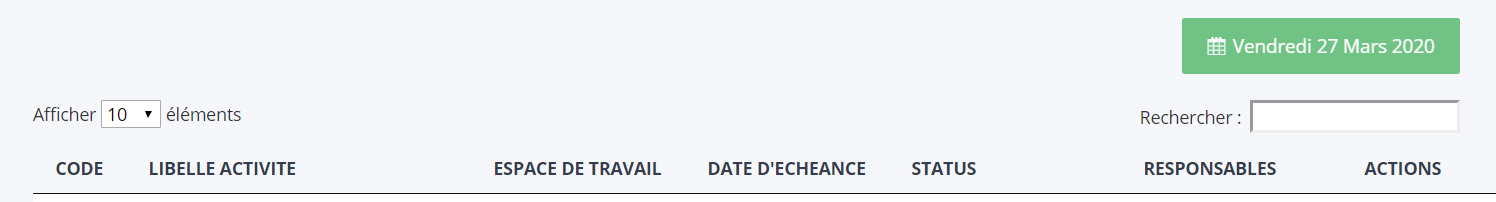 Vendredi 27 Mars 2020
Afficher 10 éléments
Rechercher :
CODE LIBELLE ACTIVITE ESPACE DE TRAVAIL DATE D'ECHEANCE STATUS RESPONSABLES ACTIONS